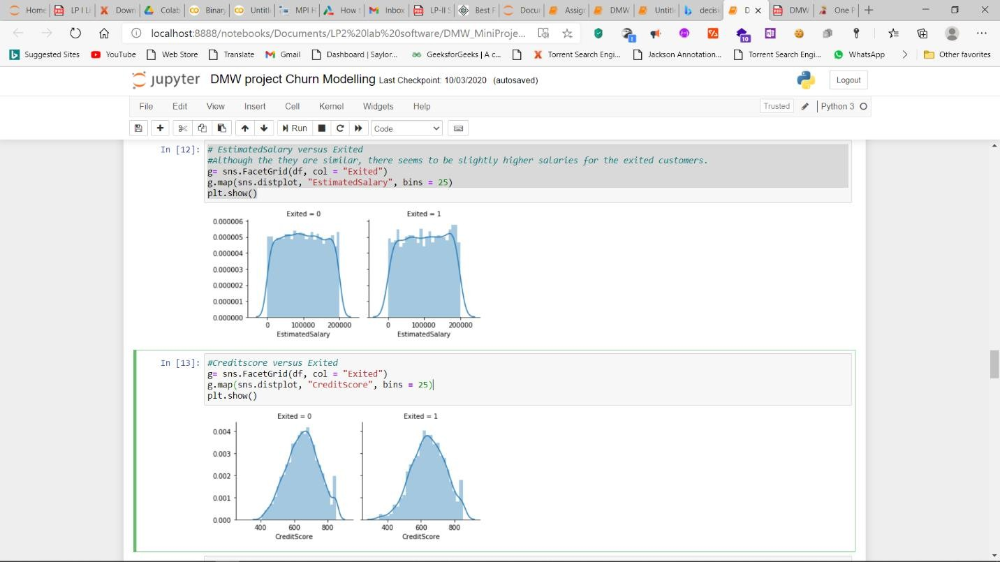 Home
LP I Li
Down
Colab
Binary
Untitl
MPI H
How t
Inbox
LP-II S
Best F
Docu
Assig
DMW
Untitl
decisi
D
DMW
One P
localhost:8888/notebooks/Documents/LP2%20lab%20software/DMW_MiniProje...
1
10
Suggested Sites
YouTube
Web Store
Translate
Gmail
Dashboard | Saylor...
GeeksforGeeks | A c...
Torrent Search Engi...
Jackson Annotation...
Torrent Search Engi...
WhatsApp
Other favorites
jupyter DMW project Churn Modelling Last Checkpoint: 10/03/2020 (autosaved)
Logout
File Edit View Insert Cell Kernel Widgets Help
Trusted Python 3
Run Code
In [12]: # EstimatedSalary versus Exited
#Although the they are similar, there seems to be slightly higher salaries for the exited customers.
g= sns.FacetGrid(df, col = "Exited")
g.map(sns.distplot, "EstimatedSalary", bins = 25)
plt.show()
Exited = 0 Exited = 1
0.000006
0.000005
0.000004
0.000003
0.000002
0.000001
0.000000
0 100000 200000 0 100000 200000
EstimatedSalary EstimatedSalary
In [13]: #Creditscore versus Exited
g= sns.FacetGrid(df, col = "Exited")
g.map(sns.distplot, "CreditScore", bins = 25)
plt.show()
Exited = 0 Exited = 1
0.004
0.003
0.002
0.001
0.000
400 600 800 400 600 800
CreditScore CreditScore